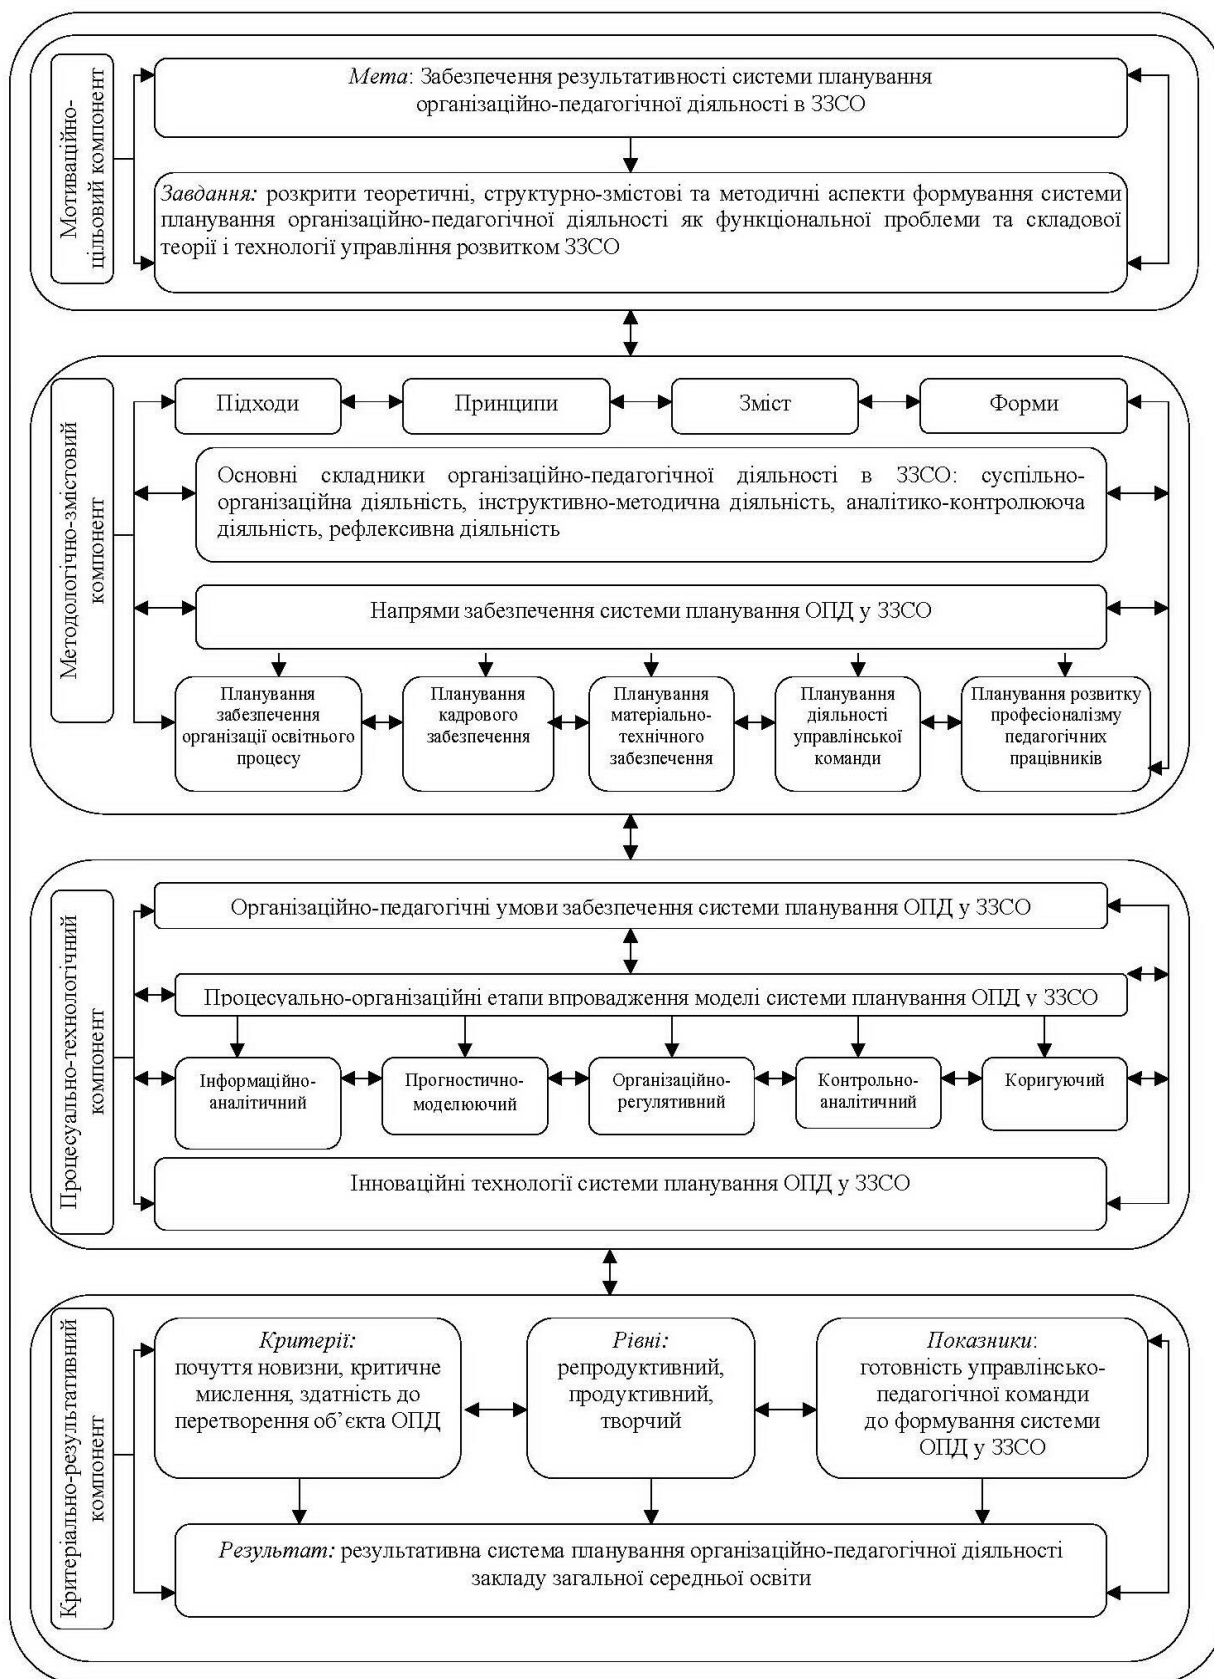 Мотиваційно-
цільовий компонент
Мета: Забезпечення результативності системи планування
організаційно-педагогічної діяльності в ЗЗСО
Завдання: розкрити теоретичні, структурно-змістові та методичні аспекти формування системи
планування організаційно-педагогічної діяльності як функціональної проблеми та складової
теорії і технології управління розвитком ЗЗСО
Методологічно-змістовий
компонент
Підходи
Принципи
Зміст
Форми
Основні складники організаційно-педагогічної діяльності в ЗЗСО: суспільно-
організаційна діяльність, інструктивно-методична діяльність, аналітико-контролююча
діяльність, рефлексивна діяльність
Напрями забезпечення системи планування ОПД у ЗЗСО
Планування
забезпечення
організації освітнього
процесу
Планування
кадрового
забезпечення
Планування
матеріально-
технічного
забезпечення
Планування
діяльності
управлінської
команди
Планування розвитку
професіоналізму
педагогічних
працівників
Процесуально-технологічний
компонент
Організаційно-педагогічні умови забезпечення системи планування ОПД у ЗЗСО
Процесуально-організаційні етапи впровадження моделі системи планування ОПД у ЗЗСО
Інформаційно-
аналітичний
Прогностично-
моделюючий
Організаційно-
регулятивний
Контрольно-
аналітичний
Коригуючий
Інноваційні технології системи планування ОПД у ЗЗСО
Критеріально-результативний
компонент
Критерії:
почуття новизни, критичне
мислення, здатність до
перетворення об’єкта ОПД
Рівні:
репродуктивний,
продуктивний,
творчий
Показники:
готовність управлінсько-
педагогічної команди
до формування системи
ОПД у ЗЗСО
Результат: результативна система планування організаційно-педагогічної діяльності
закладу загальної середньої освіти